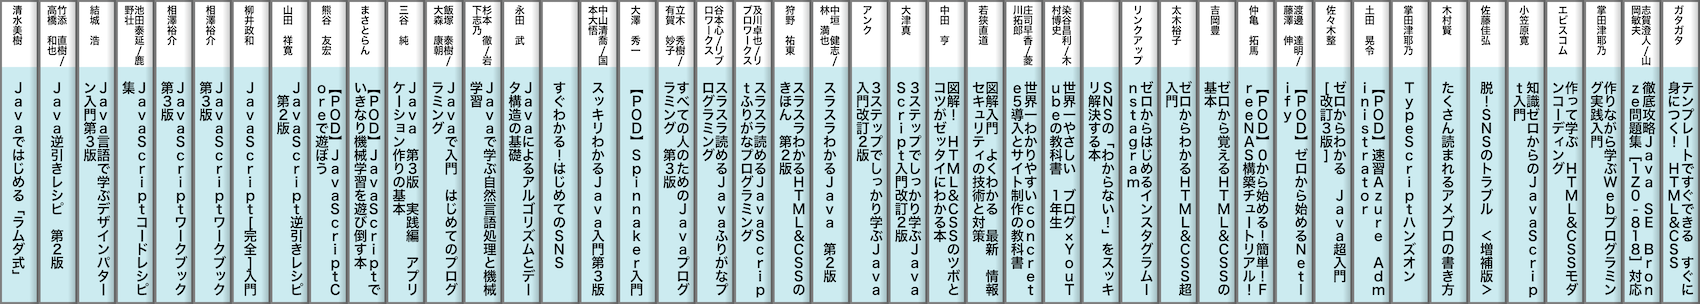 清水美樹
Javaではじめる「ラムダ式」
竹添 直樹/
高橋 和也
Java逆引きレシピ 第2版
結城 浩
Java言語で学ぶデザインパター
ン入門第3版
池田泰延/鹿
野壮
JavaScriptコードレシピ
集
相澤裕介
JavaScriptワークブック
第3版
相澤裕介
JavaScriptワークブック
第3版
柳井政和
JavaScript[完全]入門
山田 祥寛
JavaScript逆引きレシピ
第2版
熊谷 友宏
【POD】JavaScriptC
oreで遊ぼう
まさとらん
【POD】JavaScriptで
いきなり機械学習を遊び倒す本
三谷 純
Java 第3版 実践編 アプリ
ケーション作りの基本
飯塚 泰樹/
大森 康朝
Javaで入門 はじめてのプログ
ラミング
杉本 徹/岩
下志乃
Javaで学ぶ自然言語処理と機械
学習
永田 武
Javaによるアルゴリズムとデー
タ構造の基礎
すぐわかる!はじめてのSNS
中山清喬/国
本大悟
スッキリわかるJava入門第3版
大澤 秀一
【POD】Spinnaker入門
立木 秀樹/
有賀 妙子
すべての人のためのJavaプログ
ラミング 第3版
谷本心/リブ
ロワークス
スラスラ読めるJavaふりがなプ
ログラミング
及川卓也/リ
ブロワークス
スラスラ読めるJavaScrip
tふりがなプログラミング
狩野 祐東
スラスラわかるHTML&CSSの
きほん 第2版
中垣 健志/
林 満也
スラスラわかるJava 第2版
アンク
3ステップでしっかり学ぶJava
入門改訂2版
大津真
3ステップでしっかり学ぶJava
Script入門改訂2版
中田 亨
図解! HTML&CSSのツボと
コツがゼッタイにわかる本
若狭直道
図解入門 よくわかる 最新 情報
セキュリティの技術と対策
庄司早香/菱
川拓郎
世界一わかりやすいconcret
e5導入とサイト制作の教科書
染谷昌利/木
村博史
世界一やさしい ブログ×YouT
ubeの教科書 1年生
SNSの「わからない!」をスッキ
リ解決する本
リンクアップ
ゼロからはじめるインスタグラムI
nstagram
太木裕子
ゼロからわかるHTML&CSS超
入門
吉岡豊
ゼロから覚えるHTML&CSSの
基本
仲亀 拓馬
【POD】0から始める!簡単!F
reeNAS構築チュートリアル!
渡邊 達明/
藤澤 伸
【POD】ゼロから始めるNetl
ify
佐々木整
ゼロからわかる Java超入門
[改訂3版]
土田 晃令
【POD】速習Azure Adm
inistrator
掌田津耶乃
TypeScriptハンズオン
木村賢
たくさん読まれるアメブロの書き方
佐藤佳弘
脱!SNSのトラブル <増補版>
小笠原寛
知識ゼロからのJavaScrip
t入門
エビスコム
作って学ぶ HTML&CSSモダ
ンコーディング
掌田津耶乃
作りながら学ぶWebプログラミン
グ実践入門
志賀澄人/山
岡敏夫
徹底攻略Java SE Bron
ze問題集[1Z0-818]対応
ガタガタ
テンプレートですぐできる すぐに
身につく! HTML&CSS